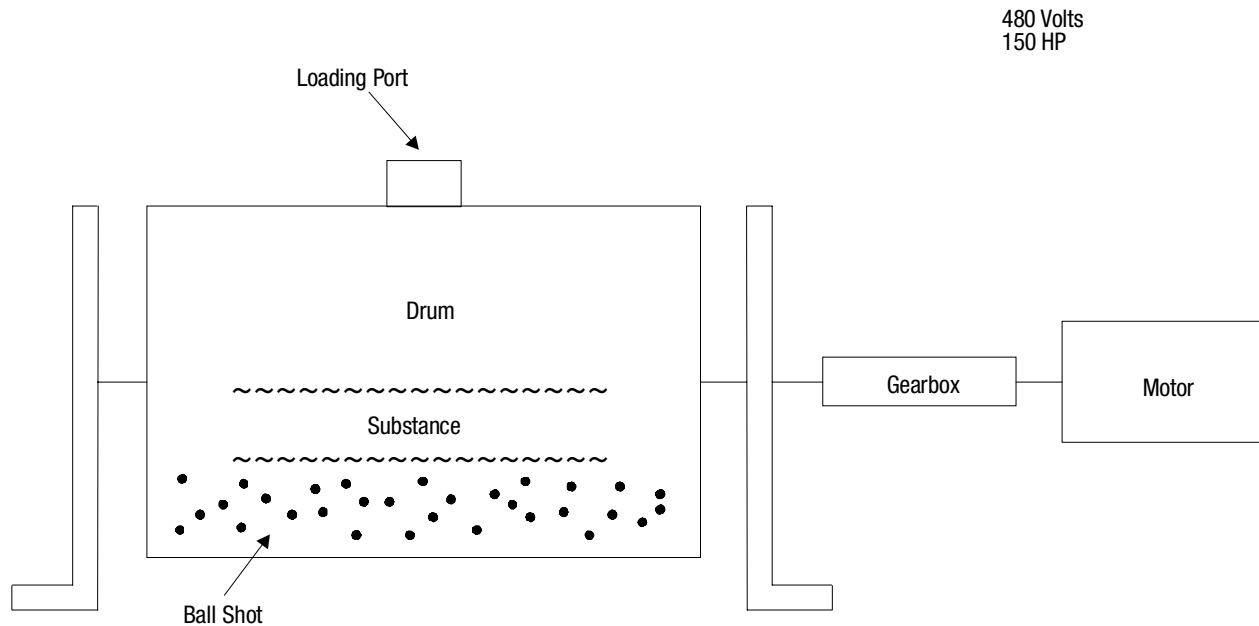 480 Volts
150 HP
Loading Port
Drum
Gearbox
Motor
Substance
Ball Shot